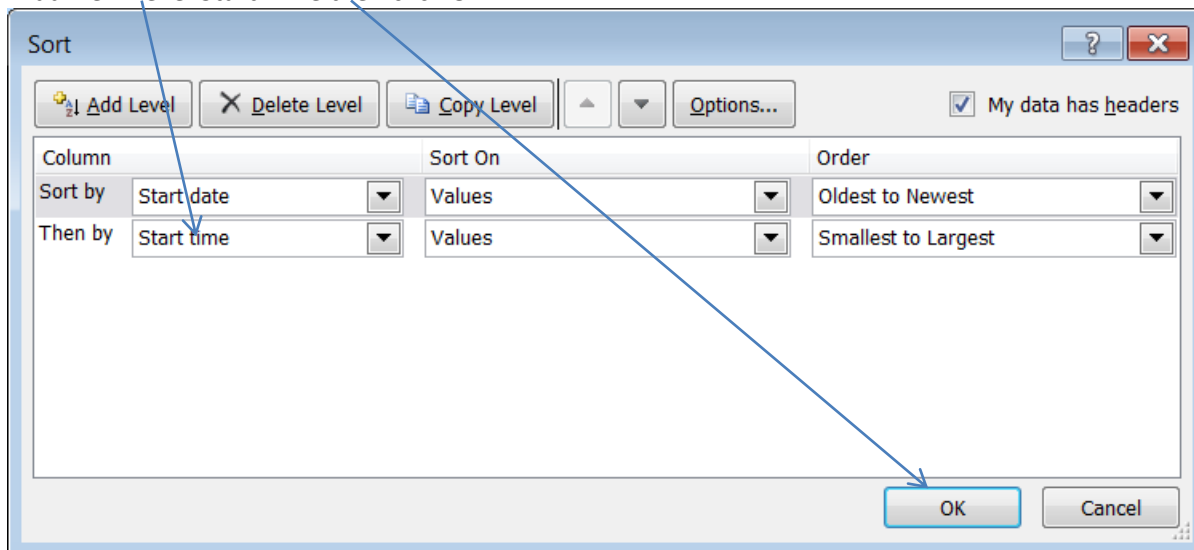 Sort
Add Level Delete Level Copy Level Options... My data has headers
Column Sort On Order
Sort by Start date Values Oldest to Newest
Then by Start time Values Smallest to Largest
OK Cancel